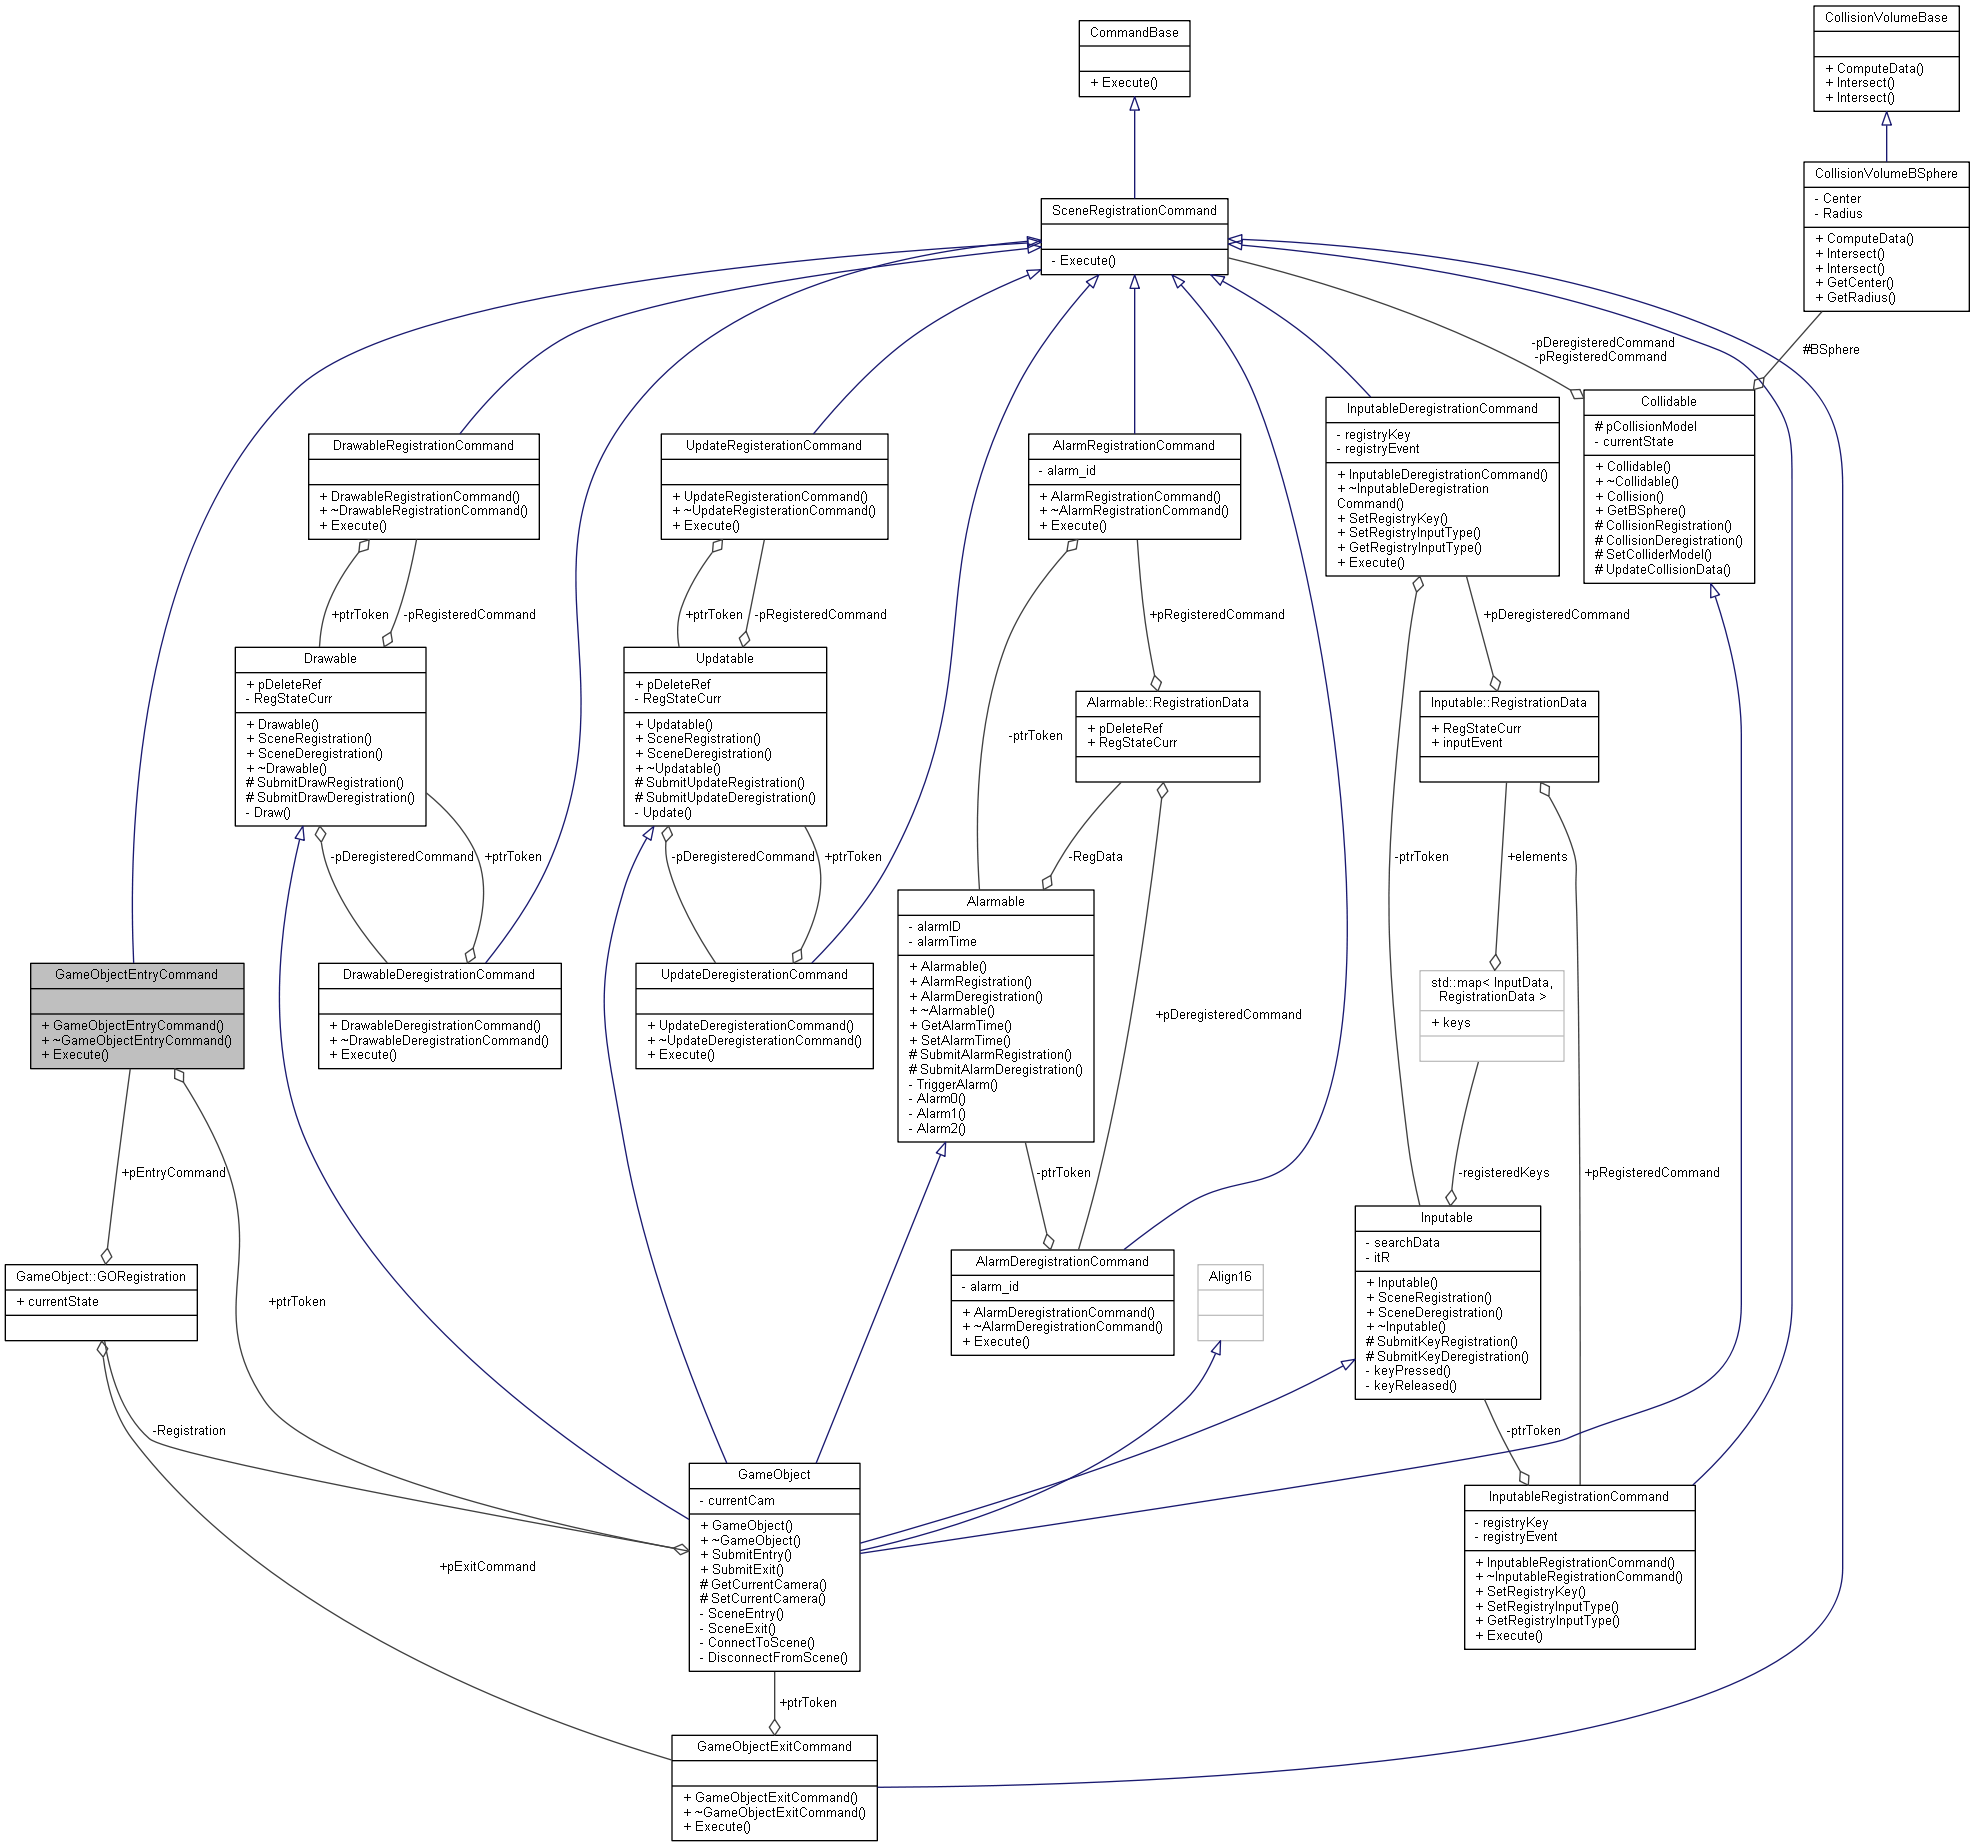 CommandBase
+ Execute()
CollisionVolumeBase
+ ComputeData()
+ Intersect()
+ Intersect()
CollisionVolumeBSphere
- Center
- Radius
+ ComputeData()
+ Intersect()
+ Intersect()
+ GetCenter()
+ GetRadius()
SceneRegistrationCommand
- Execute()
-pDeregisteredCommand
-pRegisteredCommand
#BSphere
DrawableRegistrationCommand
+ DrawableRegistrationCommand()
+ ~DrawableRegistrationCommand()
+ Execute()
UpdateRegisterationCommand
+ UpdateRegisterationCommand()
+ ~UpdateRegisterationCommand()
+ Execute()
AlarmRegistrationCommand
- alarm_id
+ AlarmRegistrationCommand()
+ ~AlarmRegistrationCommand()
+ Execute()
InputableDeregistrationCommand
- registryKey
- registryEvent
+ InputableDeregistrationCommand()
+ ~InputableDeregistration
Command()
+ SetRegistryKey()
+ SetRegistryInputType()
+ GetRegistryInputType()
+ Execute()
Collidable
# pCollisionModel
- currentState
+ Collidable()
+ ~Collidable()
+ Collision()
+ GetBSphere()
# CollisionRegistration()
# CollisionDeregistration()
# SetColliderModel()
# UpdateCollisionData()
+ptrToken
-pRegisteredCommand
+ptrToken
-pRegisteredCommand
+pRegisteredCommand
+pDeregisteredCommand
Drawable
+ pDeleteRef
- RegStateCurr
+ Drawable()
+ SceneRegistration()
+ SceneDeregistration()
+ ~Drawable()
# SubmitDrawRegistration()
# SubmitDrawDeregistration()
- Draw()
Updatable
+ pDeleteRef
- RegStateCurr
+ Updatable()
+ SceneRegistration()
+ SceneDeregistration()
+ ~Updatable()
# SubmitUpdateRegistration()
# SubmitUpdateDeregistration()
- Update()
-ptrToken
Alarmable::RegistrationData
+ pDeleteRef
+ RegStateCurr
Inputable::RegistrationData
+ RegStateCurr
+ inputEvent
-pDeregisteredCommand
+ptrToken
-pDeregisteredCommand
+ptrToken
-RegData
-ptrToken
+elements
Alarmable
- alarmID
- alarmTime
+ Alarmable()
+ AlarmRegistration()
+ AlarmDeregistration()
+ ~Alarmable()
+ GetAlarmTime()
+ SetAlarmTime()
# SubmitAlarmRegistration()
# SubmitAlarmDeregistration()
- TriggerAlarm()
- Alarm0()
- Alarm1()
- Alarm2()
GameObjectEntryCommand
+ GameObjectEntryCommand()
+ ~GameObjectEntryCommand()
+ Execute()
DrawableDeregistrationCommand
+ DrawableDeregistrationCommand()
+ ~DrawableDeregistrationCommand()
+ Execute()
UpdateDeregisterationCommand
+ UpdateDeregisterationCommand()
+ ~UpdateDeregisterationCommand()
+ Execute()
+pDeregisteredCommand
std::map< InputData,
RegistrationData >
+ keys
+pEntryCommand
-ptrToken
-registeredKeys
+pRegisteredCommand
GameObject::GORegistration
+ currentState
+ptrToken
AlarmDeregistrationCommand
- alarm_id
+ AlarmDeregistrationCommand()
+ ~AlarmDeregistrationCommand()
+ Execute()
Align16
Inputable
- searchData
- itR
+ Inputable()
+ SceneRegistration()
+ SceneDeregistration()
+ ~Inputable()
# SubmitKeyRegistration()
# SubmitKeyDeregistration()
- keyPressed()
- keyReleased()
-Registration
-ptrToken
GameObject
- currentCam
+ GameObject()
+ ~GameObject()
+ SubmitEntry()
+ SubmitExit()
# GetCurrentCamera()
# SetCurrentCamera()
- SceneEntry()
- SceneExit()
- ConnectToScene()
- DisconnectFromScene()
InputableRegistrationCommand
- registryKey
- registryEvent
+ InputableRegistrationCommand()
+ ~InputableRegistrationCommand()
+ SetRegistryKey()
+ SetRegistryInputType()
+ GetRegistryInputType()
+ Execute()
+pExitCommand
+ptrToken
GameObjectExitCommand
+ GameObjectExitCommand()
+ ~GameObjectExitCommand()
+ Execute()